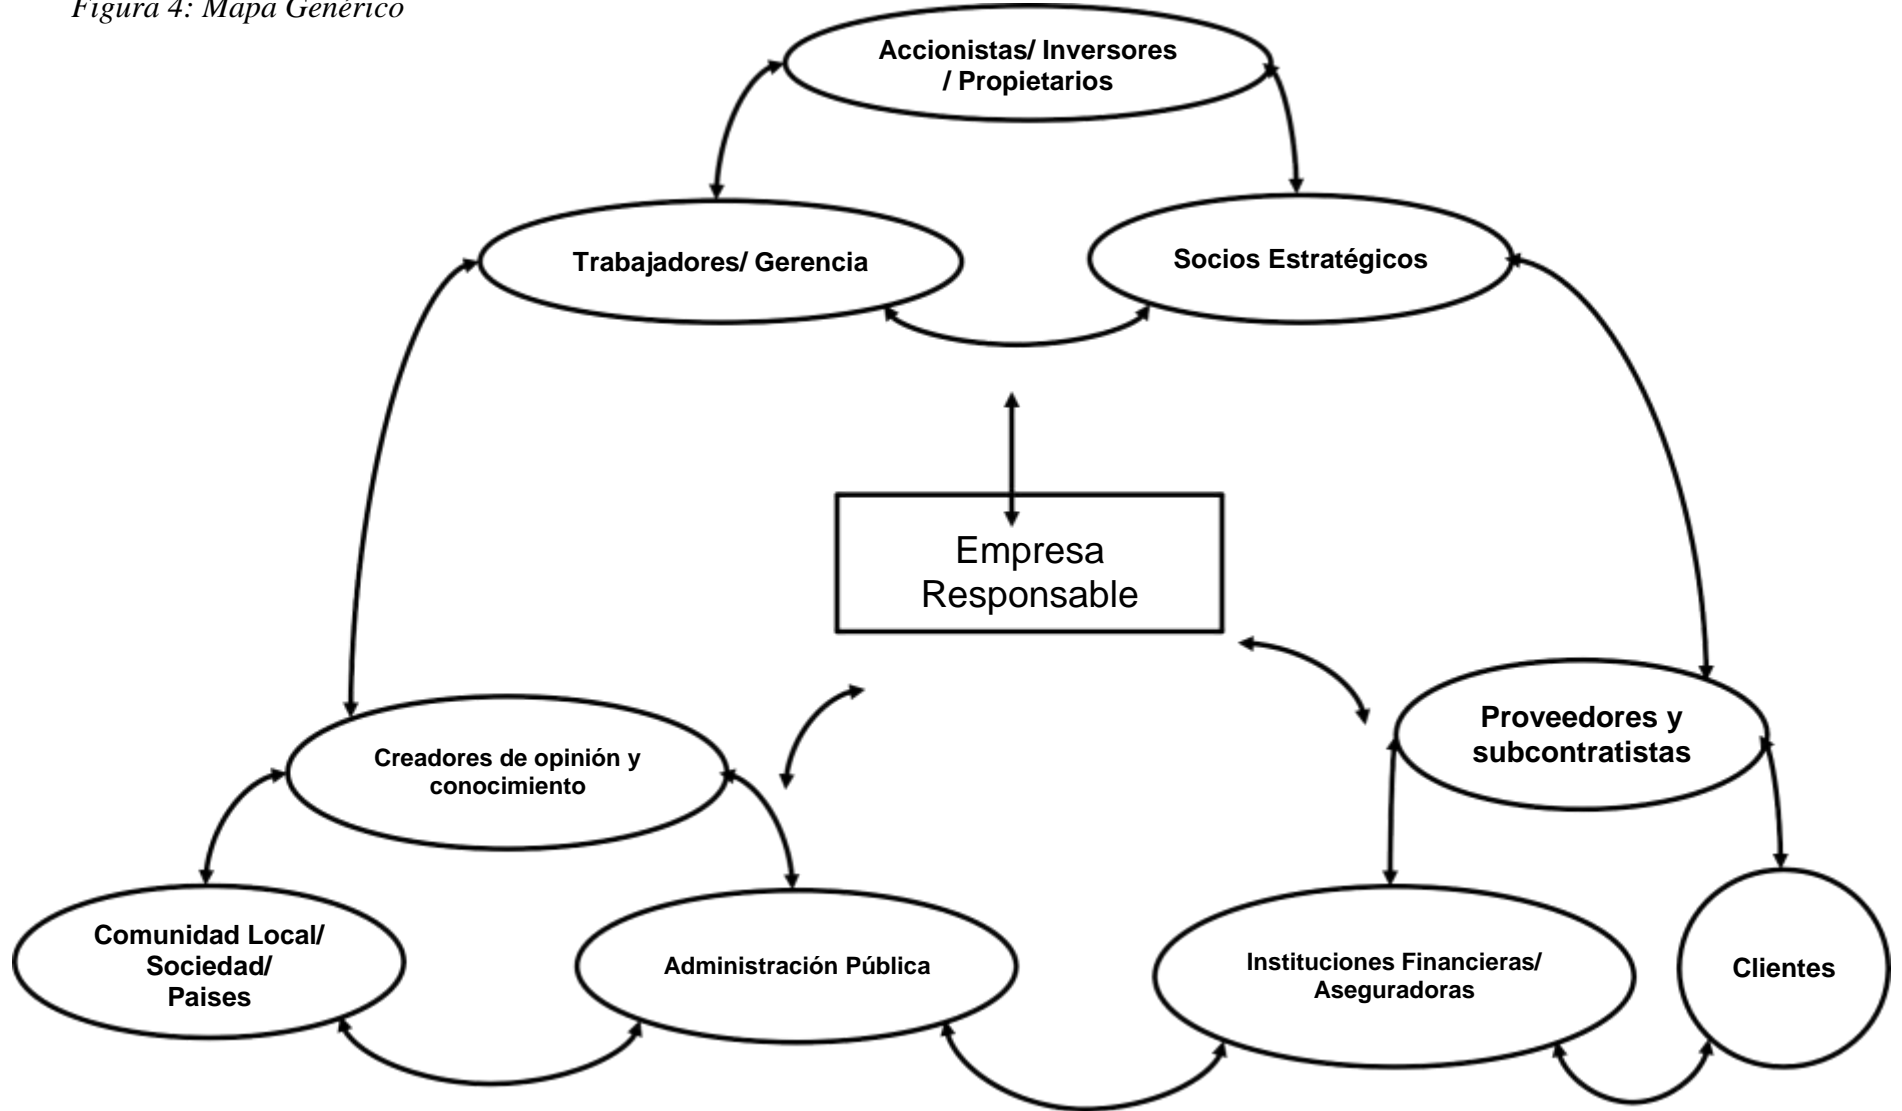 Figura 4: Mapa Genérico
Accionistas/ Inversores
/ Propietarios
Trabajadores/ Gerencia
Socios Estratégicos
Empresa
Responsable
Proveedores y
subcontratistas
Creadores de opinión y
conocimiento
Comunidad Local/
Sociedad/
Paises
Administración Pública
Instituciones Financieras/
Aseguradoras
Clientes